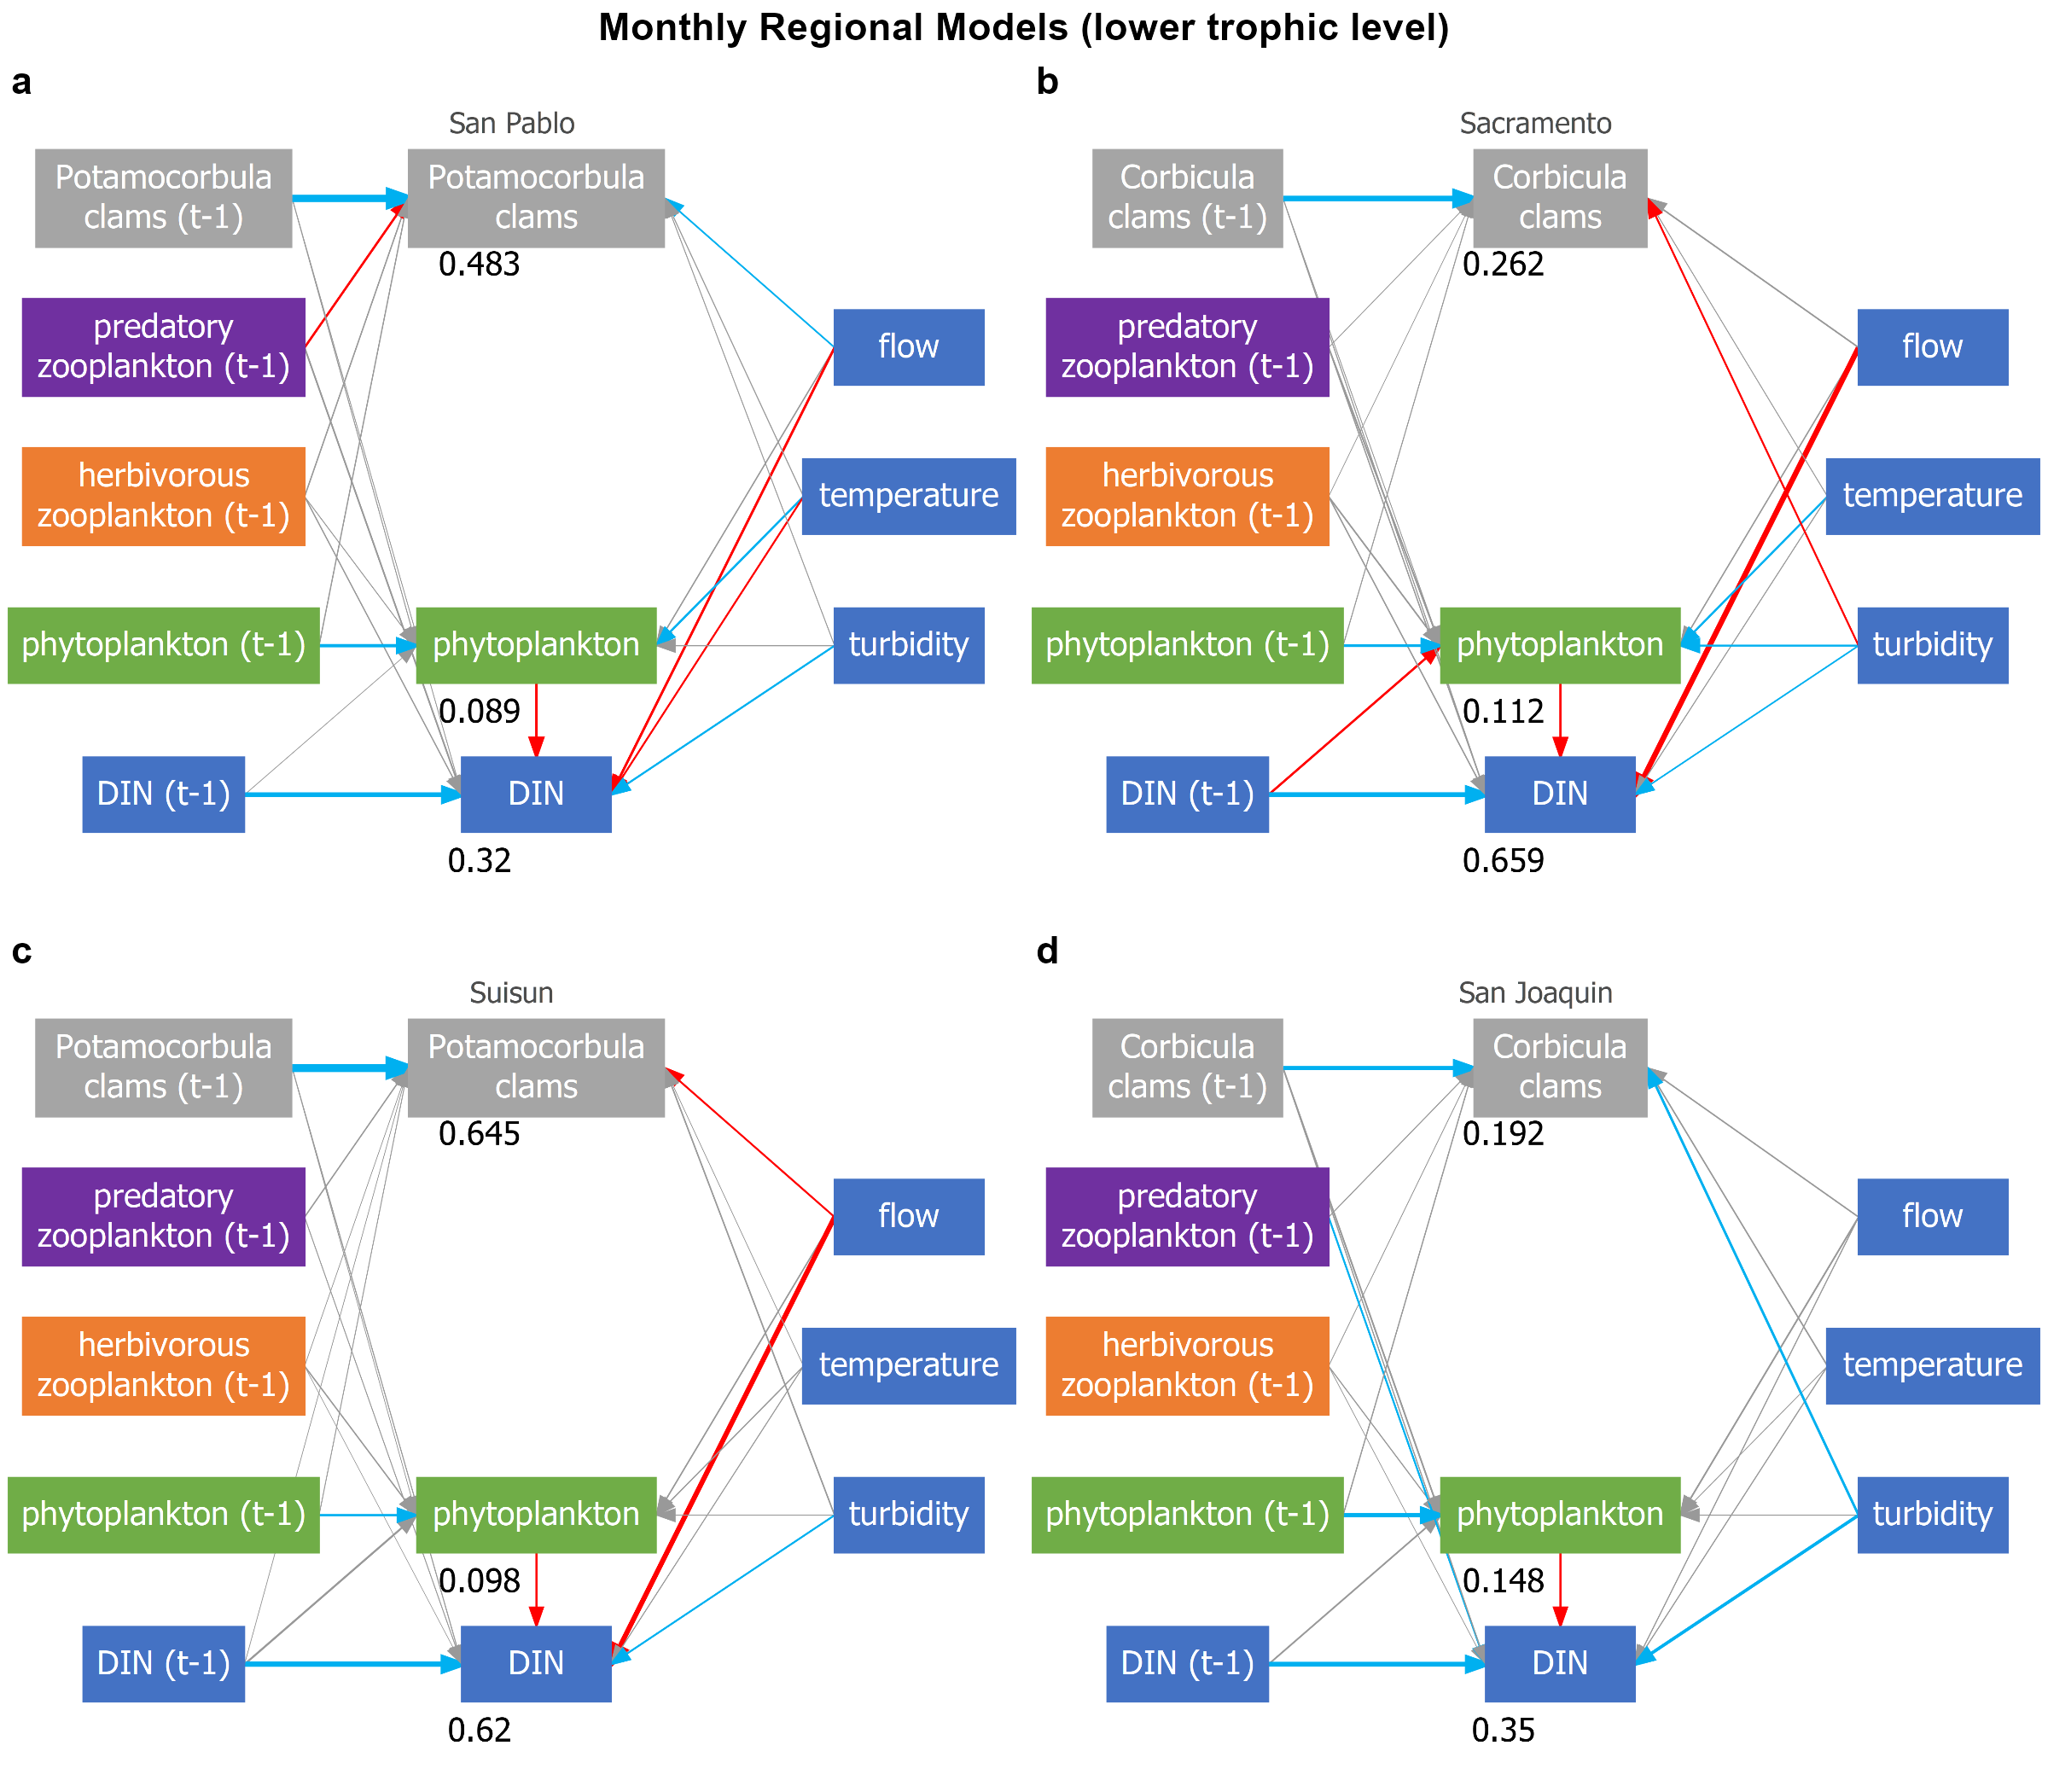 Monthly Regional Models (lower trophic level)
a
San Pablo
Potamocorbula
clams (t-1)
Potamocorbula
clams
0.483
predatory
zooplankton (t-1)
flow
herbivorous
zooplankton (t-1)
temperature
phytoplankton (t-1)
phytoplankton
turbidity
0.089
DIN (t-1)
DIN
0.32
b
Sacramento
Corbicula
clams (t-1)
Corbicula
clams
0.262
predatory
zooplankton (t-1)
flow
herbivorous
zooplankton (t-1)
temperature
phytoplankton (t-1)
phytoplankton
turbidity
0.112
DIN (t-1)
DIN
0.659
c
Suisun
Potamocorbula
clams (t-1)
Potamocorbula
clams
0.645
predatory
zooplankton (t-1)
flow
herbivorous
zooplankton (t-1)
temperature
phytoplankton (t-1)
phytoplankton
turbidity
0.098
DIN (t-1)
DIN
0.62
d
San Joaquin
Corbicula
clams (t-1)
Corbicula
clams
0.192
predatory
zooplankton (t-1)
flow
herbivorous
zooplankton (t-1)
temperature
phytoplankton (t-1)
phytoplankton
turbidity
0.148
DIN (t-1)
DIN
0.35